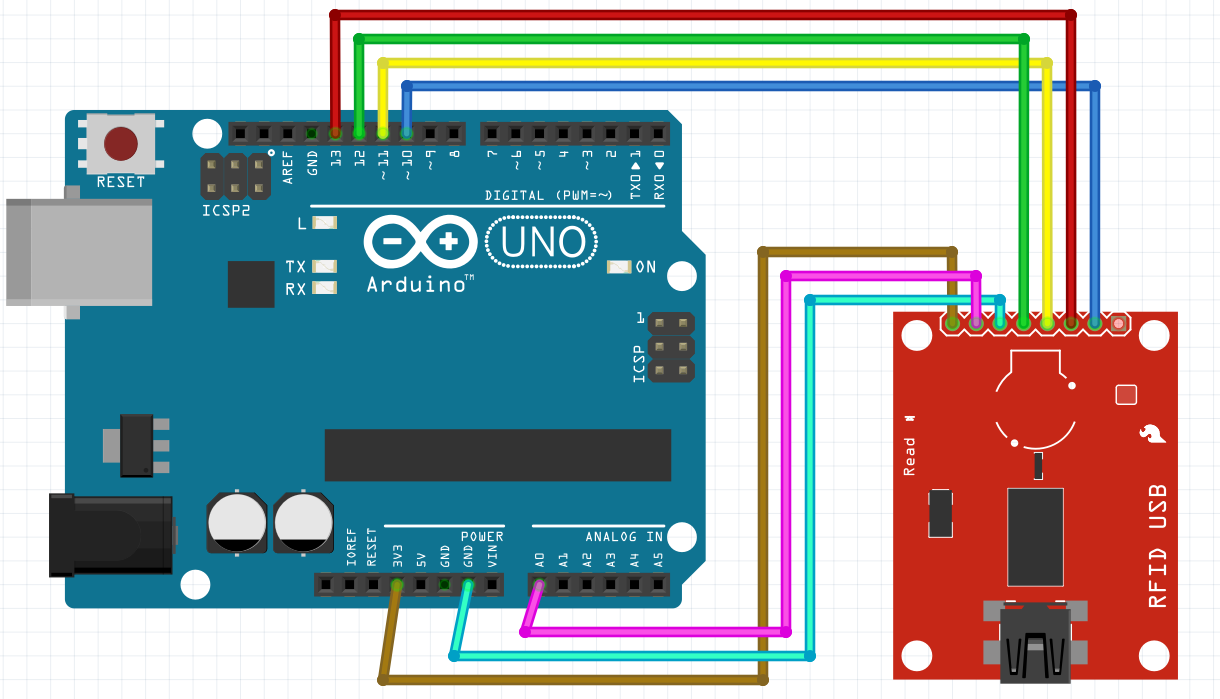 RESET
ICSP2
AREF
GND
13
12
~11
~10
~9
8
7
~6
~5
4
~3
2
TX0▶1
RX0◀0
DIGITAL (PWM=~)
L
TX
RX
Arduino™
UNO
ON
1
ICSP
IOREF
RESET
3V3
5V
GND
GND
VIN
POWER
A0
A1
A2
A3
A4
A5
ANALOG IN
Read
RFID USB